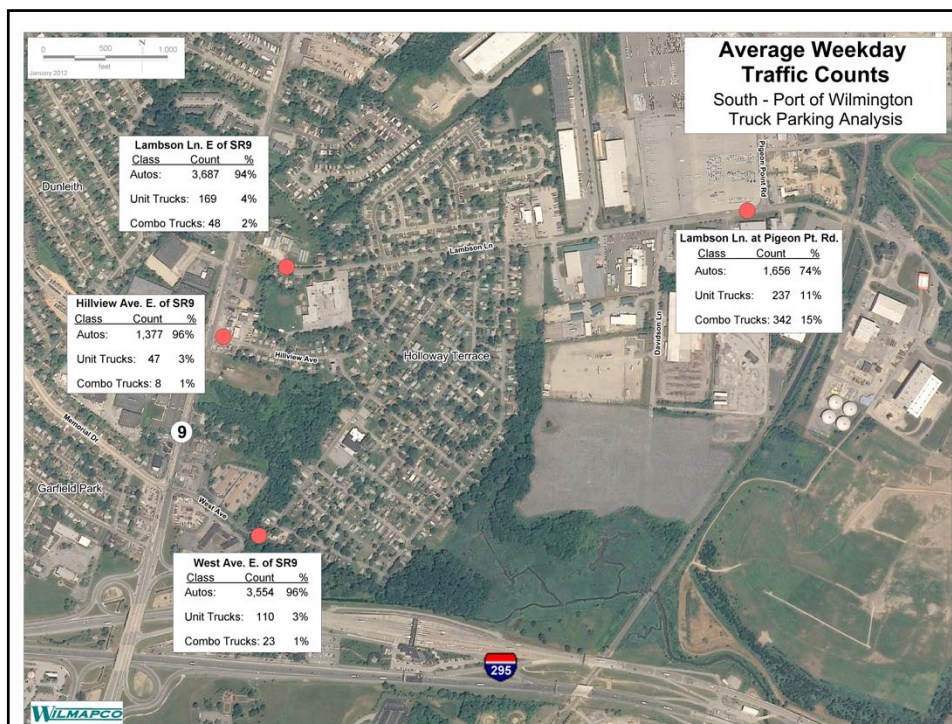 0 500 N 1,000
feet
January 2012
Average Weekday
Traffic Counts
South - Port of Wilmington
Truck Parking Analysis
Lambson Ln. E of SR9
Class Count %
Autos: 3,687 94%
Unit Trucks: 169 4%
Combo Trucks: 48 2%
Dunleith
Pigeon Point Rd
Lambson Ln
Lambson Ln. at Pigeon Pt. Rd.
Class Count %
Autos: 1,656 74%
Unit Trucks: 237 11%
Combo Trucks: 342 15%
Hillview Ave. E. of SR9
Class Count %
Autos: 1,377 96%
Unit Trucks: 47 3%
Combo Trucks: 8 1%
Hillview Ave
Holloway Terrace
Davidson Ln
Memorial Dr
9
Garfield Park
West Ave
West Ave. E. of SR9
Class Count %
Autos: 3,554 96%
Unit Trucks: 110 3%
Combo Trucks: 23 1%
295
WILMAPCO